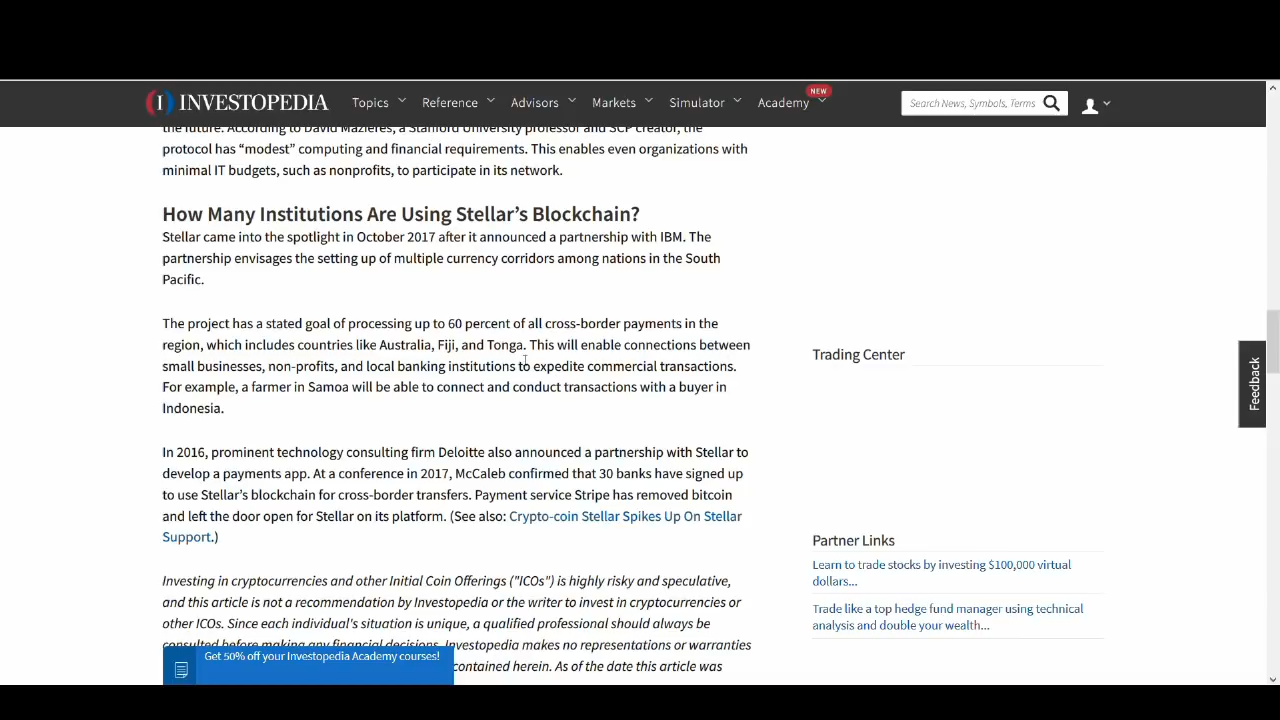 INVESTOPEDIA
Topics
Reference
Advisors
Markets
Simulator
Academy
NEW
Search News, Symbols, Terms
the future. According to David Mazieres, a Stanford University professor and SCP creator, the
protocol has “modest” computing and financial requirements. This enables even organizations with
minimal IT budgets, such as nonprofits, to participate in its network.
How Many Institutions Are Using Stellar’s Blockchain?
Stellar came into the spotlight in October 2017 after it announced a partnership with IBM. The
partnership envisages the setting up of multiple currency corridors among nations in the South
Pacific.
The project has a stated goal of processing up to 60 percent of all cross-border payments in the
region, which includes countries like Australia, Fiji, and Tonga. This will enable connections between
small businesses, non-profits, and local banking institutions to expedite commercial transactions.
For example, a farmer in Samoa will be able to connect and conduct transactions with a buyer in
Indonesia.
In 2016, prominent technology consulting firm Deloitte also announced a partnership with Stellar to
develop a payments app. At a conference in 2017, McCaleb confirmed that 30 banks have signed up
to use Stellar’s blockchain for cross-border transfers. Payment service Stripe has removed bitcoin
and left the door open for Stellar on its platform. (See also: Crypto-coin Stellar Spikes Up On Stellar
Support.)
Investing in cryptocurrencies and other Initial Coin Offerings ("ICOs") is highly risky and speculative,
and this article is not a recommendation by Investopedia or the writer to invest in cryptocurrencies or
other ICOs. Since each individual's situation is unique, a qualified professional should always be
consulted before making any financial decisions. Investopedia makes no representations or warranties
contained herein. As of the date this article was
Get 50% off your Investopedia Academy courses!
Trading Center
Partner Links
Learn to trade stocks by investing $100,000 virtual
dollars...
Trade like a top hedge fund manager using technical
analysis and double your wealth...
Feedback